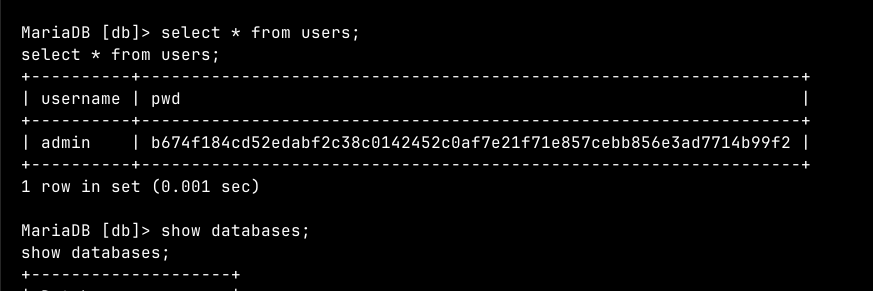 MariaDB [db]> select * from users;
select * from users;
+----------+------------------------------------------------------------------+
| username | pwd                                                              |
+----------+------------------------------------------------------------------+
| admin    | b674f184cd52edabf2c38c0142452c0af7e21f71e857cebb856e3ad7714b99f2 |
+----------+------------------------------------------------------------------+
1 row in set (0.001 sec)

MariaDB [db]> show databases;
show databases;
+--------------------+